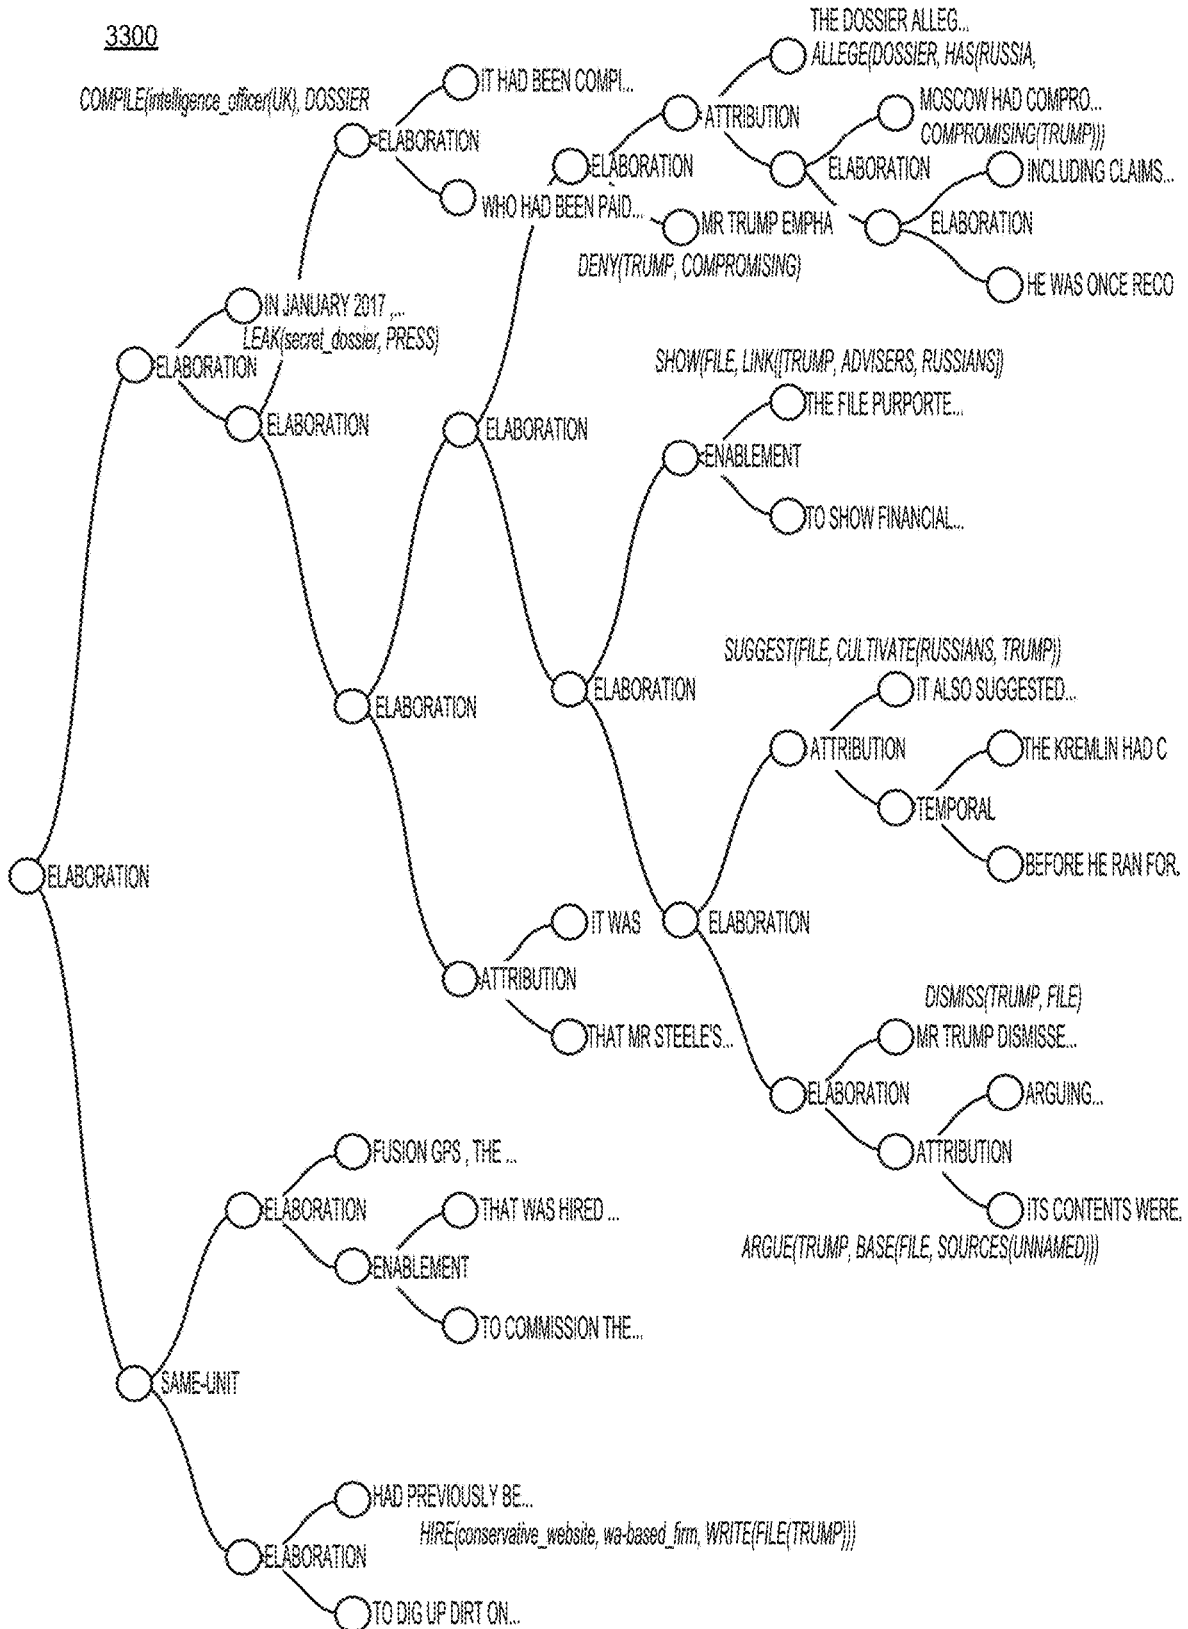 3300
THE DOSSIER ALLEG...
ALLEGE(DOSSIER, HAS(RUSSIA,
COMPILE(intelligence_officer(UK), DOSSIER
IT HAD BEEN COMPI...
ELABORATION
WHO HAD BEEN PAID...
ATTRIBUTION
MOSCOW HAD COMPRO...
COMPROMISING(TRUMP)))
ELABORATION
ELABORATION
INCLUDING CLAIMS...
MR TRUMP EMPHA
ELABORATION
DENY(TRUMP, COMPROMISING)
HE WAS ONCE RECO
IN JANUARY 2017 ,...
LEAK(secret_dossier, PRESS)
ELABORATION
SHOW(FILE, LINK([TRUMP, ADVISERS, RUSSIANS])
THE FILE PURPORTE...
ELABORATION
ELABORATION
ENABLEMENT
TO SHOW FINANCIAL...
SUGGEST(FILE, CULTIVATE(RUSSIANS, TRUMP))
IT ALSO SUGGESTED...
ELABORATION
ELABORATION
ATTRIBUTION
THE KREMLIN HAD C
TEMPORAL
BEFORE HE RAN FOR.
ELABORATION
IT WAS
ELABORATION
ATTRIBUTION
DISMISS(TRUMP, FILE)
THAT MR STEELE'S...
MR TRUMP DISMISSE...
ELABORATION
ARGUING...
ATTRIBUTION
ITS CONTENTS WERE.
ARGUE(TRUMP, BASE(FILE, SOURCES(UNNAMED)))
FUSION GPS , THE ...
ELABORATION
THAT WAS HIRED ...
ENABLEMENT
TO COMMISSION THE...
SAME-UNIT
HAD PREVIOUSLY BE...
HIRE(conservative_website, wa-based_firm, WRITE(FILE(TRUMP)))
ELABORATION
TO DIG UP DIRT ON...